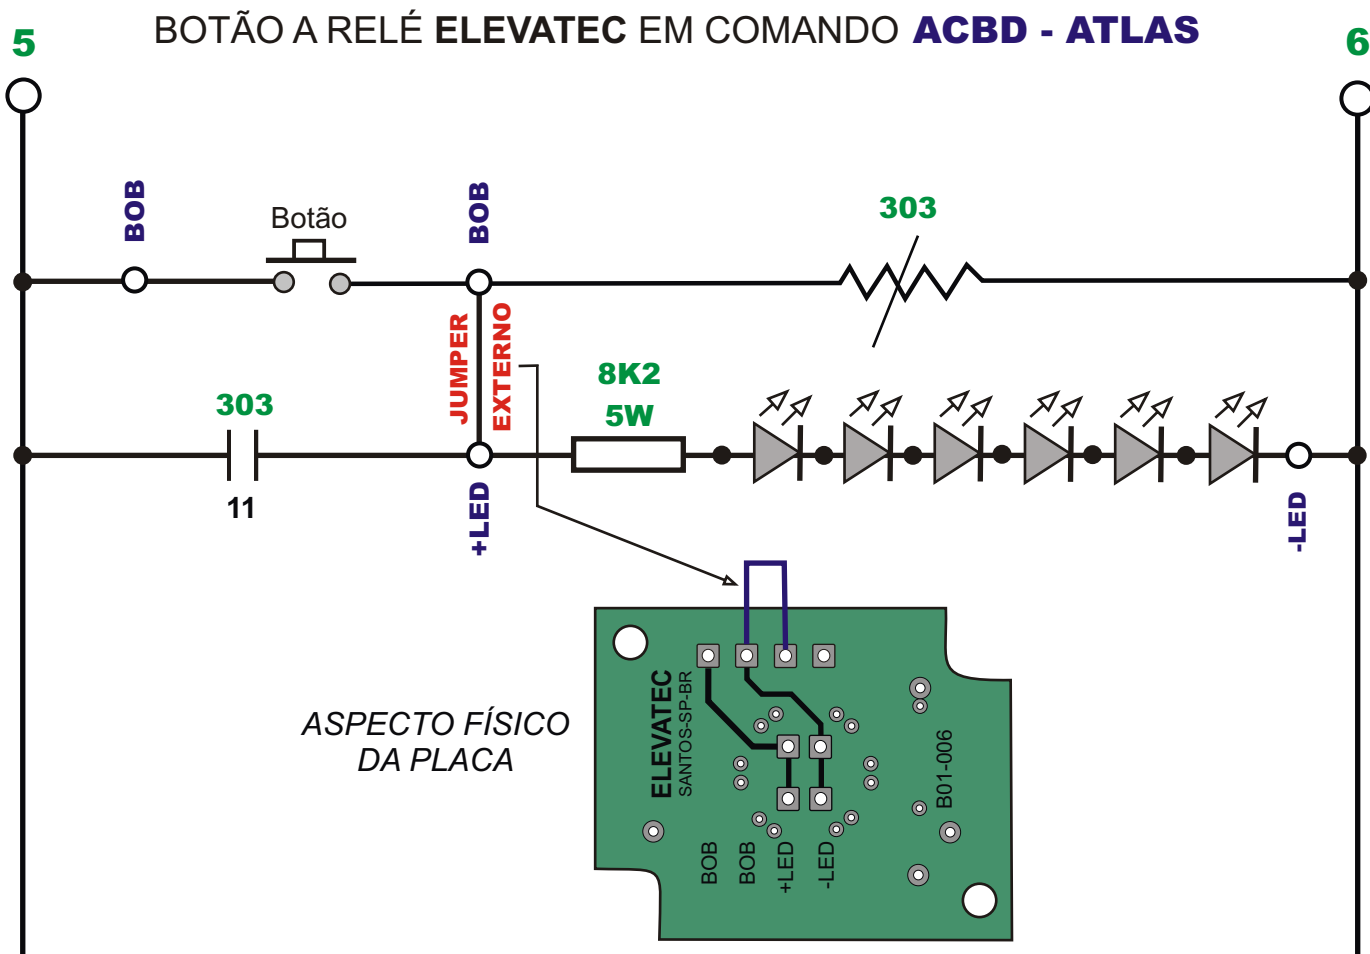 BOTÃO A RELÉ ELEVATEC EM COMANDO ACBD - ATLAS
5
6
BOB
Botão
BOB
303
JUMPER
EXTERNO
303
11
8K2
5W
+LED
-LED
ASPECTO FÍSICO
DA PLACA
ELEVATEC
SANTOS-SP-BR
B01-006
BOB
BOB
+LED
-LED